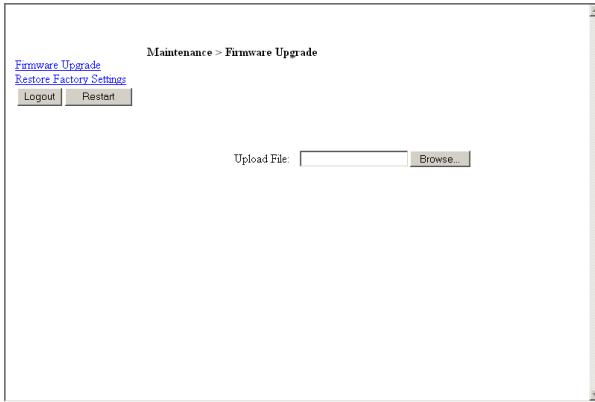 Maintenance > Firmware Upgrade
Firmware Upgrade
Restore Factory Settings
Logout Restart
Upload File: Browse...